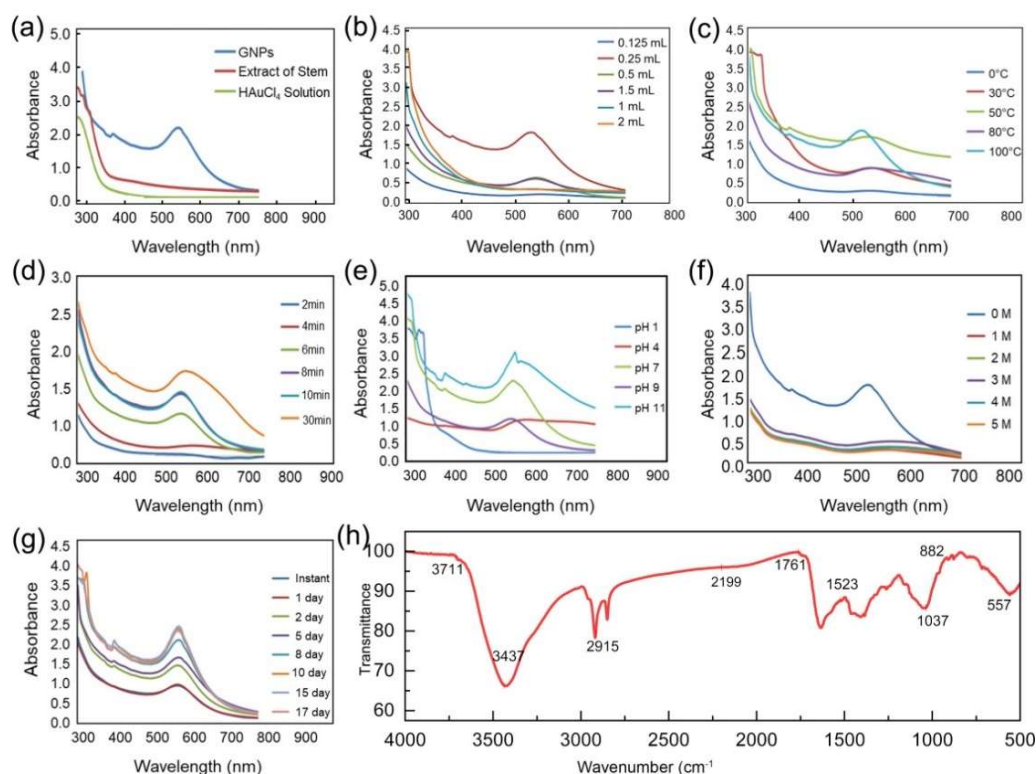 (a)
5.0
4.0
3.0
2.0
1.0
0.0
Absorbance
GNPs
Extract of Stem
HAuCl₄ Solution
300 400 500 600 700 800 900
Wavelength (nm)
(b)
4.5
4.0
3.5
3.0
2.5
2.0
1.5
1.0
0.5
0.0
Absorbance
0.125 mL
0.25 mL
0.5 mL
1.5 mL
1 mL
2 mL
300 400 500 600 700 800
Wavelength (nm)
(c)
4.5
4.0
3.5
3.0
2.5
2.0
1.5
1.0
0.5
0.0
Absorbance
0°C
30°C
50°C
80°C
100°C
300 400 500 600 700 800
Wavelength (nm)
(d)
3.0
2.5
2.0
1.5
1.0
0.5
0.0
Absorbance
2min
4min
6min
8min
10min
30min
300 400 500 600 700 800 900
Wavelength (nm)
(e)
5.0
4.5
4.0
3.5
3.0
2.5
2.0
1.5
1.0
0.5
0.0
Absorbance
pH 1
pH 4
pH 7
pH 9
pH 11
300 400 500 600 700 800 900
Wavelength (nm)
(f)
4.0
3.5
3.0
2.5
2.0
1.5
1.0
0.5
0.0
Absorbance
0 M
1 M
2 M
3 M
4 M
5 M
300 400 500 600 700 800
Wavelength (nm)
(g)
4.5
4.0
3.5
3.0
2.5
2.0
1.5
1.0
0.5
0.0
Absorbance
Instant
1 day
2 day
5 day
8 day
10 day
15 day
17 day
300 400 500 600 700 800 900
Wavelength (nm)
(h)
100
90
80
70
60
Transmittance
3711
3437
2915
2199
1761
1523
1037
882
557
4000 3500 3000 2500 2000 1500 1000 500
Wavenumber (cm⁻¹)